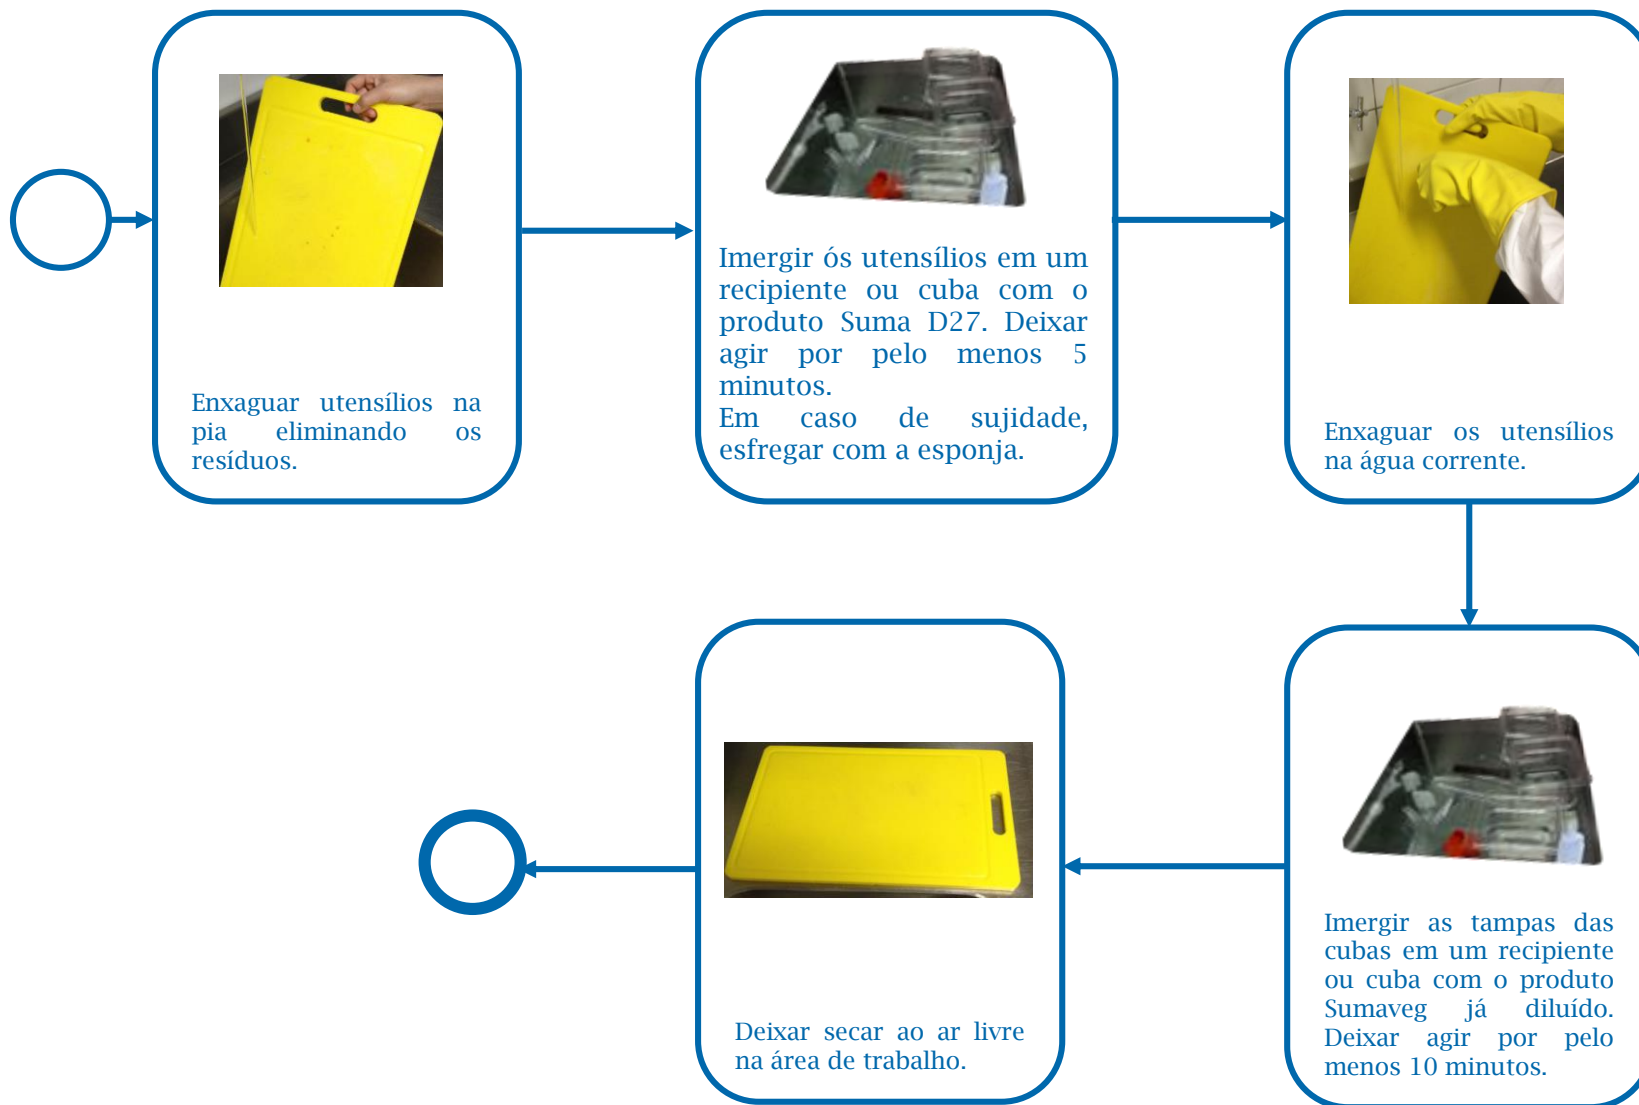 Enxaguar utensílios na
pia eliminando os
resíduos.
Imergir ós utensílios em um
recipiente ou cuba com o
produto Suma D27. Deixar
agir por pelo menos 5
minutos.
Em caso de sujidade,
esfregar com a esponja.
Enxaguar os utensílios
na água corrente.
Imergir as tampas das
cubas em um recipiente
ou cuba com o produto
Sumaveg já diluído.
Deixar agir por pelo
menos 10 minutos.
Deixar secar ao ar livre
na área de trabalho.